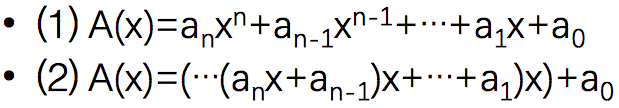 • (1) A(x)=aₙxⁿ+aₙ₋₁xⁿ⁻¹+⋯+a₁x+a₀
• (2) A(x)=(⋯(aₙx+aₙ₋₁)x+⋯+a₁)x)+a₀